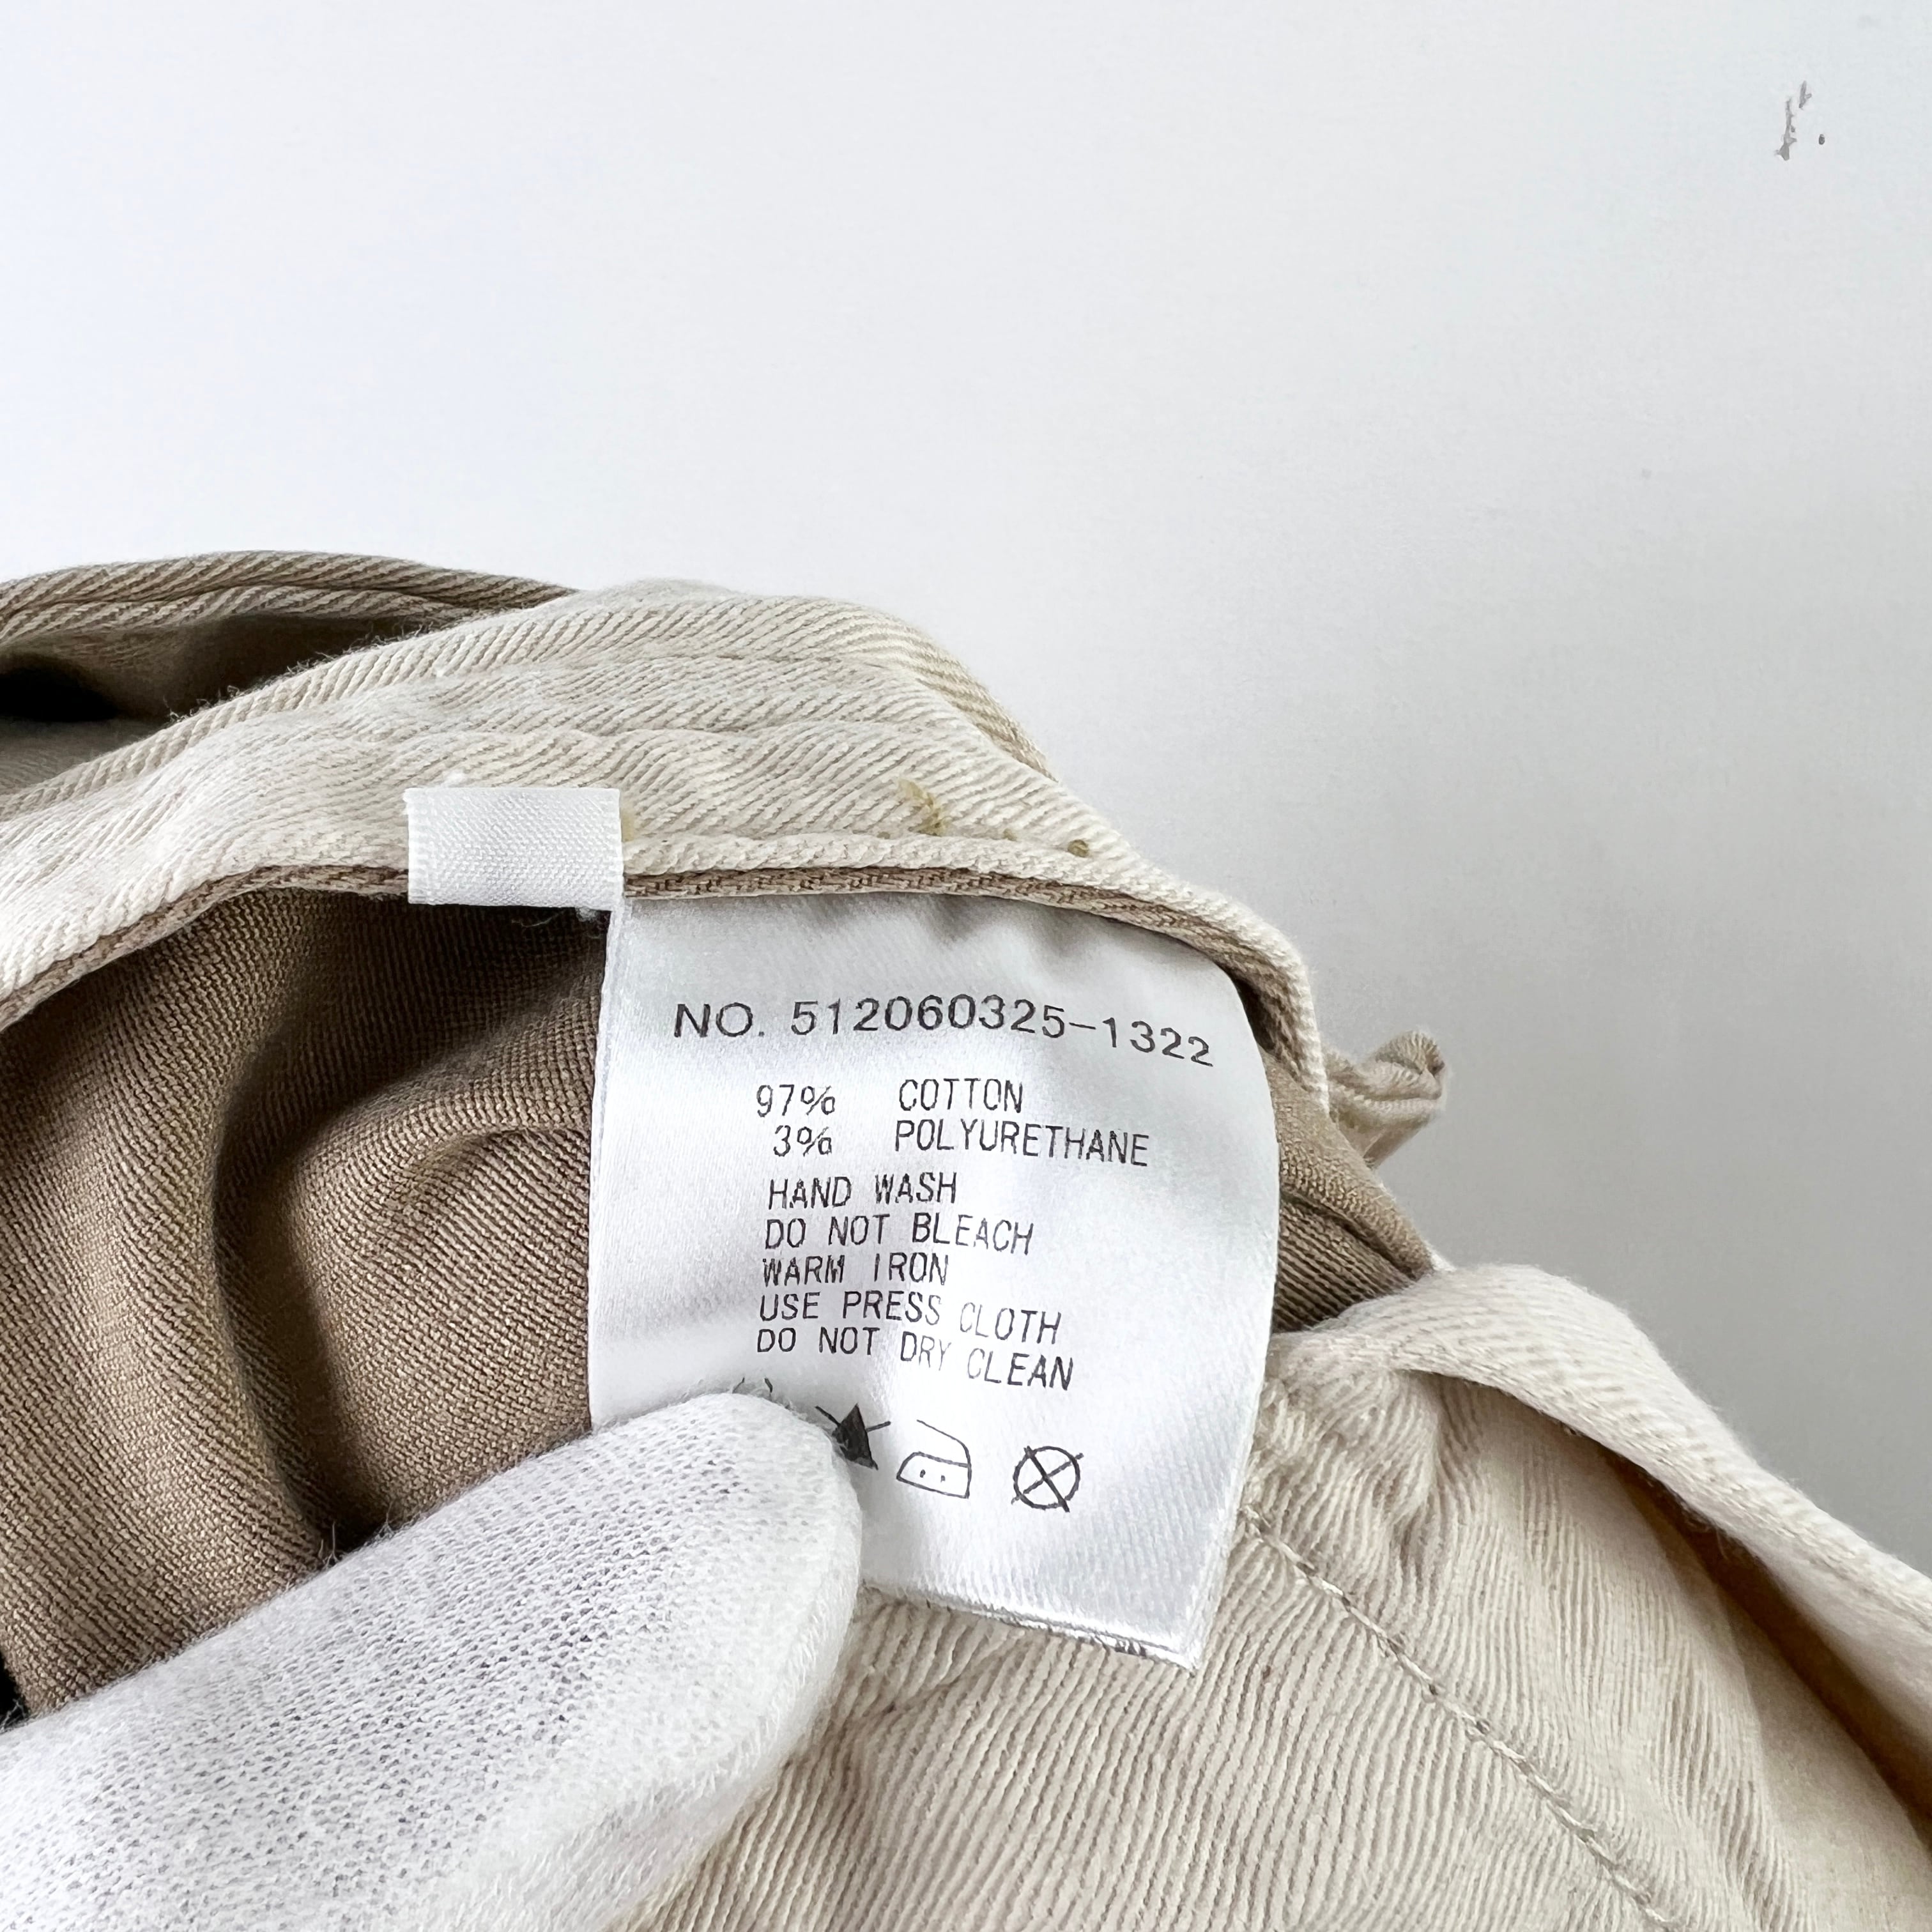 NO. 512060325-1322
97% COTTON
3% POLYURETHANE
HAND WASH
DO NOT BLEACH
WARM IRON
USE PRESS CLOTH
DO NOT DRY CLEAN